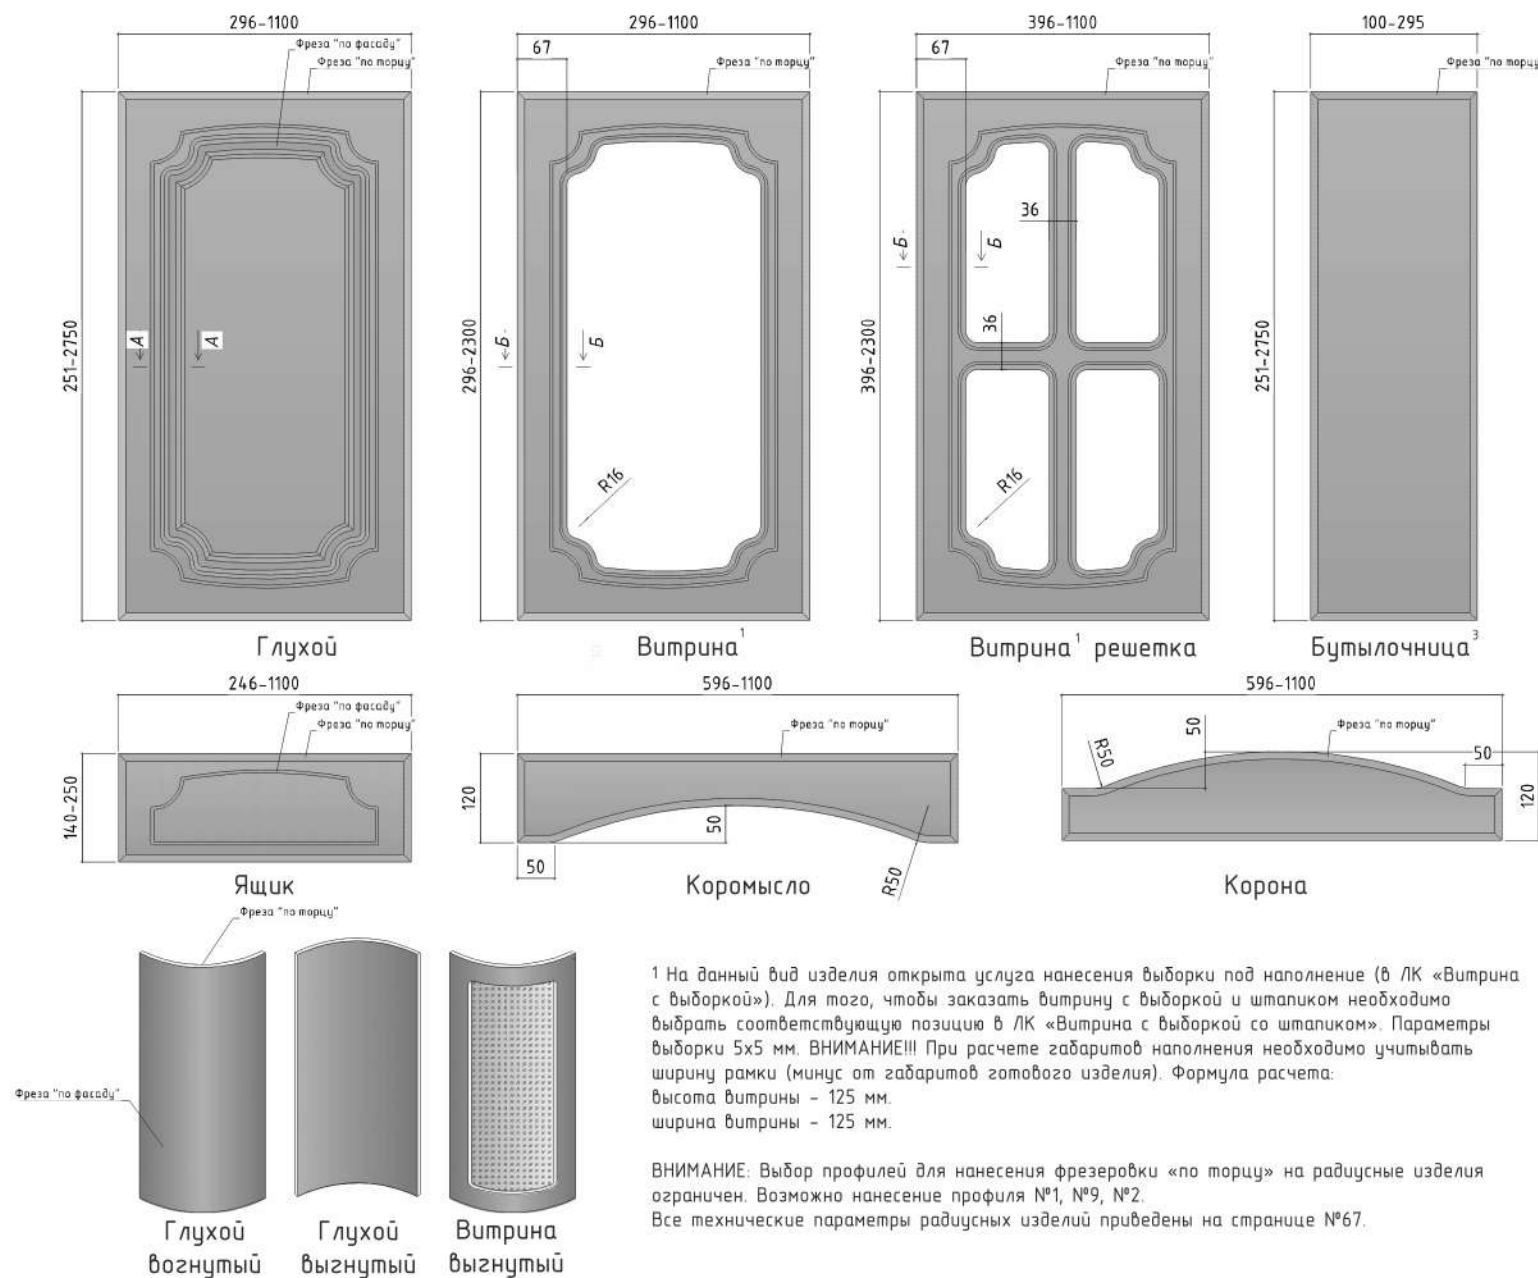 296-1100
296-1100
396-1100
100-295
Фреза "по фасаду"
Фреза "по торцу"
67
Фреза "по торцу"
67
Фреза "по торцу"
Фреза "по торцу
251-2750
А
А
296-2300
Б
Б
R16
396-2300
Б
Б
36
36
R16
251-2750
Глухой
Витрина¹
Витрина¹ решетка
Бутылочница³
246-1100
Фреза "по фасаду"
Фреза "по торцу"
140-250
Ящик
596-1100
Фреза "по торцу"
120
50
50
R50
Коромысло
596-1100
R50
50
Фреза "по торцу"
50
120
Корона
Фреза "по торцу"
Фреза "по фасаду"
Глухой
вогнутый
Глухой
выгнутый
Витрина
выгнутый
¹ На данный вид изделия открыта услуга нанесения выборки под наполнение (в ЛК «Витрина
с выборкой»). Для того, чтобы заказать витрину с выборкой и штапиком необходимо
выбрать соответствующую позицию в ЛК «Витрина с выборкой со штапиком». Параметры
выборки 5х5 мм. ВНИМАНИЕ!!! При расчете габаритов наполнения необходимо учитывать
ширину рамки (минус от габаритов готового изделия). Формула расчета:
высота витрины - 125 мм.
ширина витрины - 125 мм.
ВНИМАНИЕ: Выбор профилей для нанесения фрезеровки «по торцу» на радиусные изделия
ограничен. Возможно нанесение профиля №1, №9, №2.
Все технические параметры радиусных изделий приведены на странице №67.